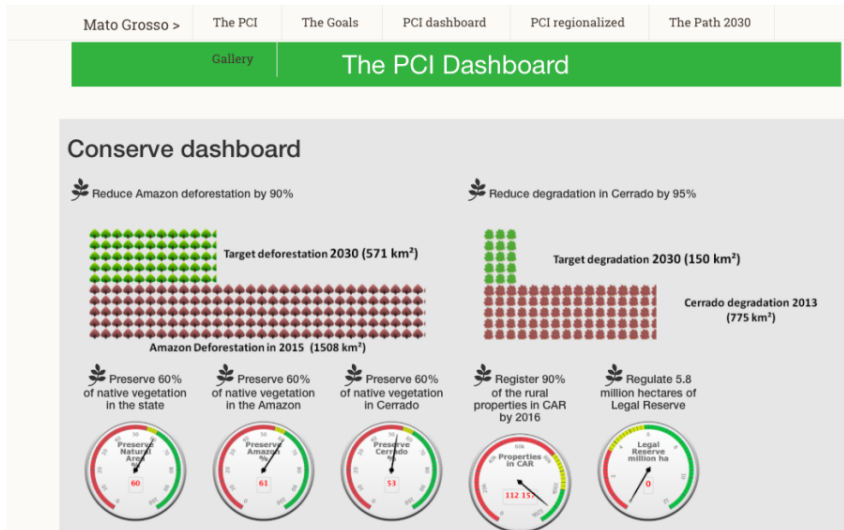 Mato Grosso >
The PCI
The Goals
PCI dashboard
PCI regionalized
The Path 2030
Gallery
The PCI Dashboard
Conserve dashboard
Reduce Amazon deforestation by 90%
Target deforestation 2030 (571 km²)
Amazon Deforestation in 2015 (1508 km²)
Reduce degradation in Cerrado by 95%
Target degradation 2030 (150 km²)
Cerrado degradation 2013
(775 km²)
Preserve 60%
of native vegetation
in the state
Preserve 60%
of native vegetation
in the Amazon
Preserve 60%
of native vegetation
in Cerrado
Register 90%
of the rural
properties in CAR
by 2016
Regulate 5.8
million hectares of
Legal Reserve
Preserve
Natural
Area
%
60
Preserve
Amazon
%
61
Preserve
Cerrado
%
53
Properties
in CAR
112 157
Legal
Reserve
million ha
0